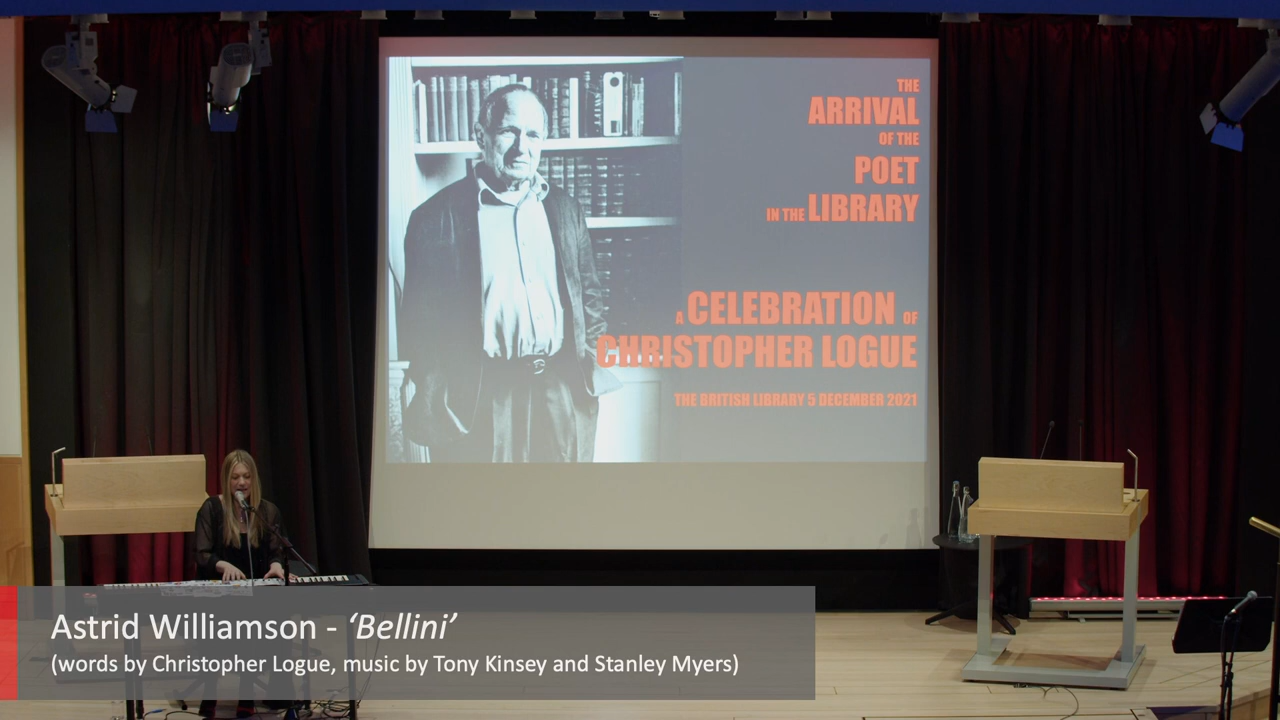 THE
ARRIVAL
OF THE
POET
IN THE LIBRARY
A CELEBRATION OF
CHRISTOPHER LOGUE
THE BRITISH LIBRARY 5 DECEMBER 2021
Astrid Williamson - ‘Bellini’
(words by Christopher Logue, music by Tony Kinsey and Stanley Myers)